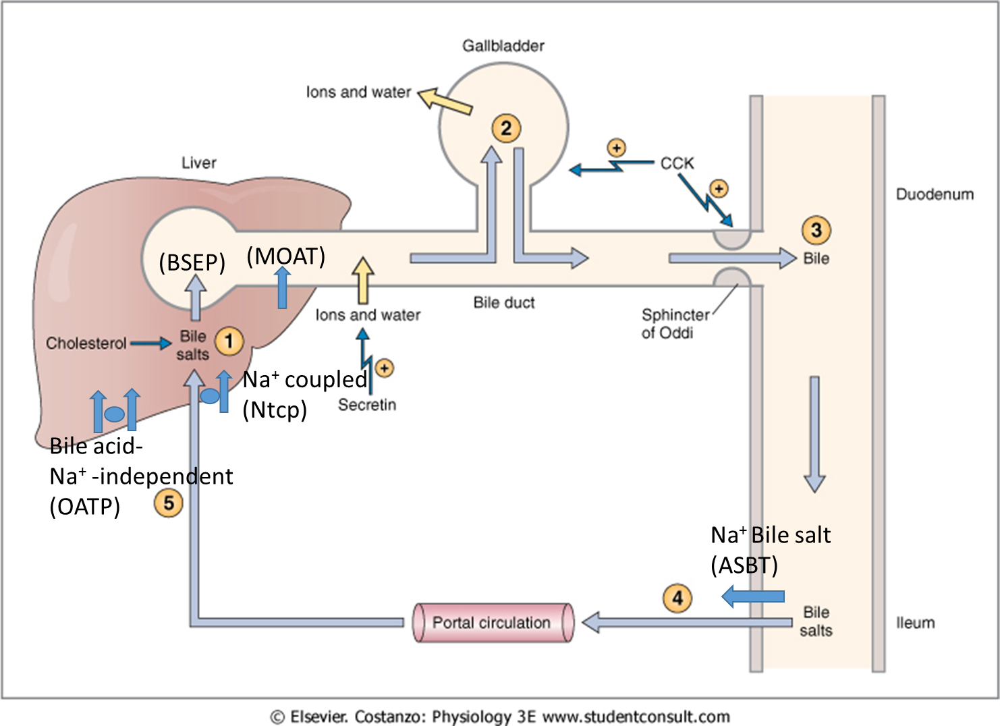 Gallbladder
Ions and water
2
+
CCK
+
Liver
Duodenum
3
Bile
(BSEP)
(MOAT)
Bile duct
Ions and water
Sphincter
of Oddi
Cholesterol
Bile
salts
1
+
Na+ coupled
(Ntcp)
Secretin
Bile acid-
Na+ -independent
(OATP)
5
Na+ Bile salt
(ASBT)
4
Portal circulation
Bile
salts
Ileum
© Elsevier. Costanzo: Physiology 3E www.studentconsult.com